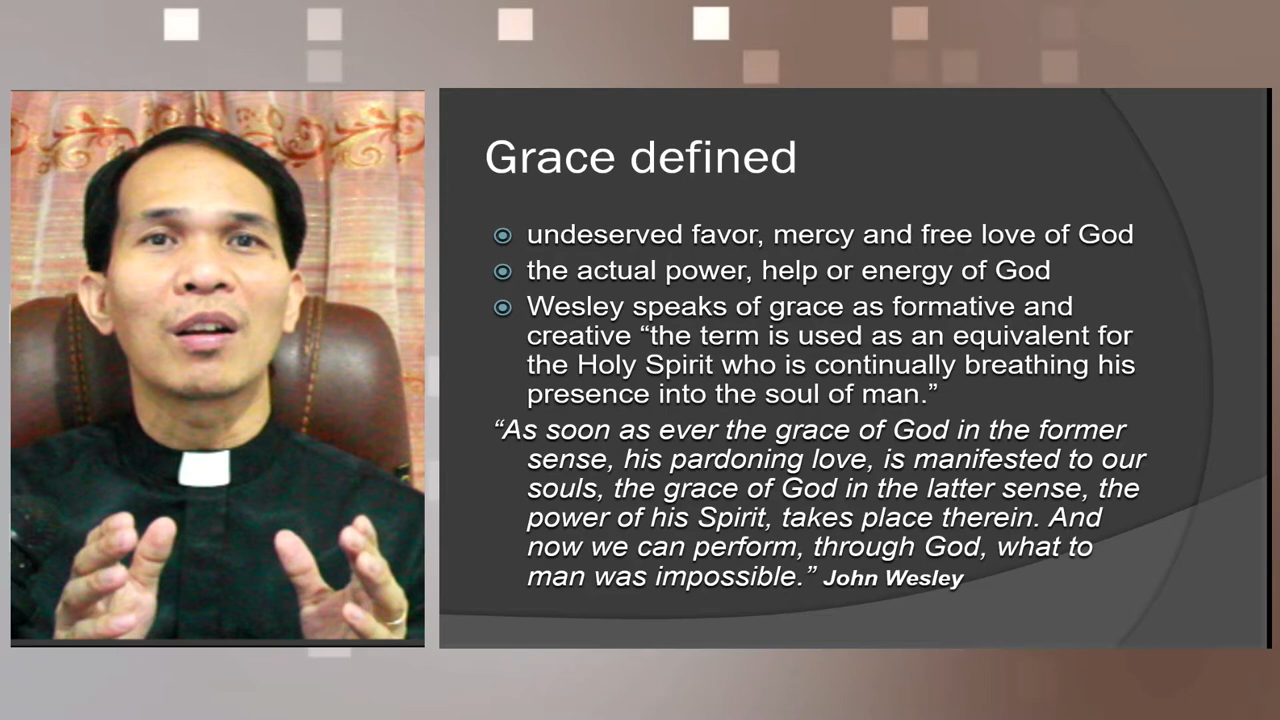 Grace defined
undeserved favor, mercy and free love of God
the actual power, help or energy of God
Wesley speaks of grace as formative and
creative “the term is used as an equivalent for
the Holy Spirit who is continually breathing his
presence into the soul of man.”
“As soon as ever the grace of God in the former
sense, his pardoning love, is manifested to our
souls, the grace of God in the latter sense, the
power of his Spirit, takes place therein. And
now we can perform, through God, what to
man was impossible.” John Wesley